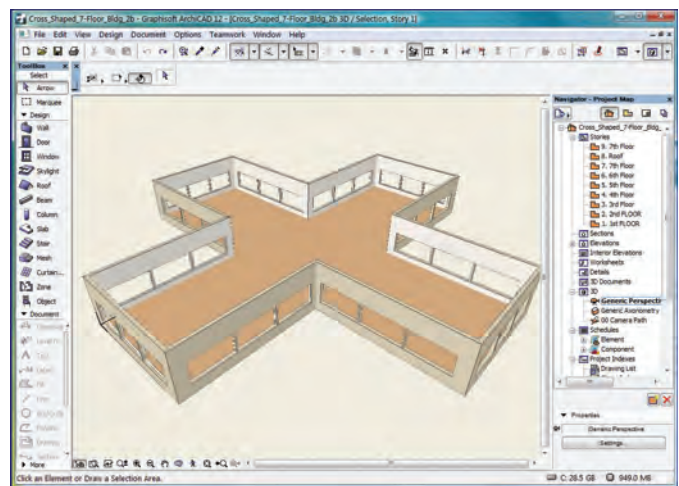 Cross_Shaped_7-Floor_Bldg_2b - Graphisoft ArchiCAD 12 - [Cross_Shaped_7-Floor_Bldg_2b 3D / Selection, Story 1]
File Edit View Design Document Options Teamwork Window Help
ToolBox
Select
Arrow
Marquee
Design
Wall
Door
Window
Skylight
Roof
Beam
Column
Slab
Stair
Mesh
Curtain...
Zone
Object
Document
More
Navigator - Project Map
Cross_Shaped_7-Floor_Bldg_
Stories
9. 7th Floor
8. Roof
7. 7th Floor
6. 6th Floor
5. 5th Floor
4. 4th Floor
3. 3rd Floor
2. 2nd FLOOR
1. 1st FLOOR
Sections
Elevations
Interior Elevations
Worksheets
Details
3D Documents
3D
Generic Perspecti
Generic Axonometry
00 Camera Path
Schedules
Element
Component
Project Indexes
Drawing List
Properties
Generic Perspective
Settings...
Click an Element or Draw a Selection Area.
C: 28.5 GB
949.0 MB